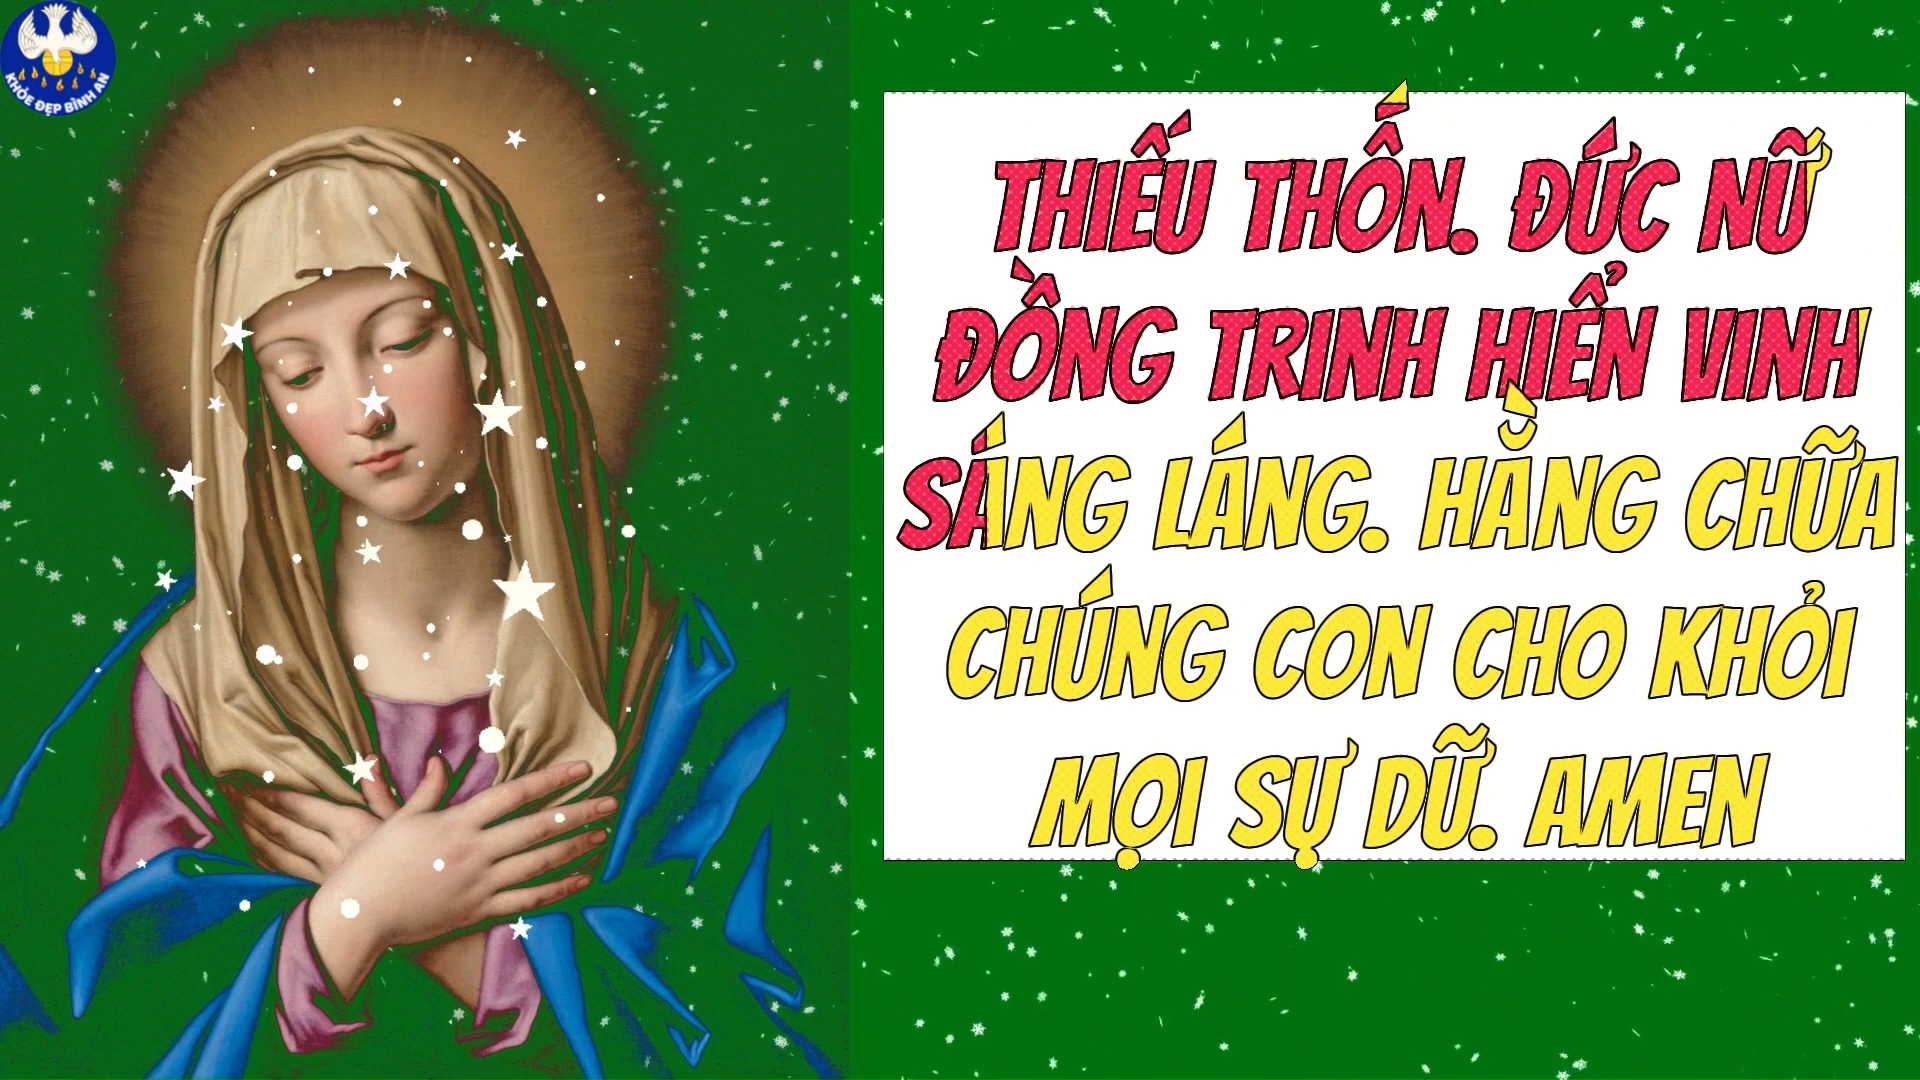 KHỎE ĐẸP BÌNH AN
THIẾU THỐN. ĐỨC NỮ
ĐỒNG TRINH HIỂN VINH
SÁNG LÁNG. HẰNG CHỮA
CHÚNG CON CHO KHỎI
MỌI SỰ DỮ. AMEN